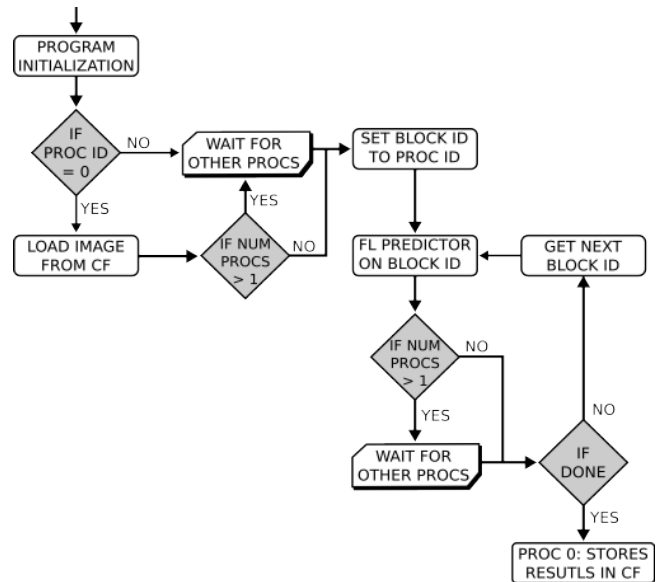 PROGRAM
INITIALIZATION
IF
PROC ID
= 0
NO
YES
WAIT FOR
OTHER PROCS
SET BLOCK ID
TO PROC ID
LOAD IMAGE
FROM CF
YES
IF NUM
PROCS
> 1
NO
FL PREDICTOR
ON BLOCK ID
GET NEXT
BLOCK ID
IF NUM
PROCS
> 1
NO
YES
WAIT FOR
OTHER PROCS
NO
IF
DONE
YES
PROC 0: STORES
RESUTLS IN CF